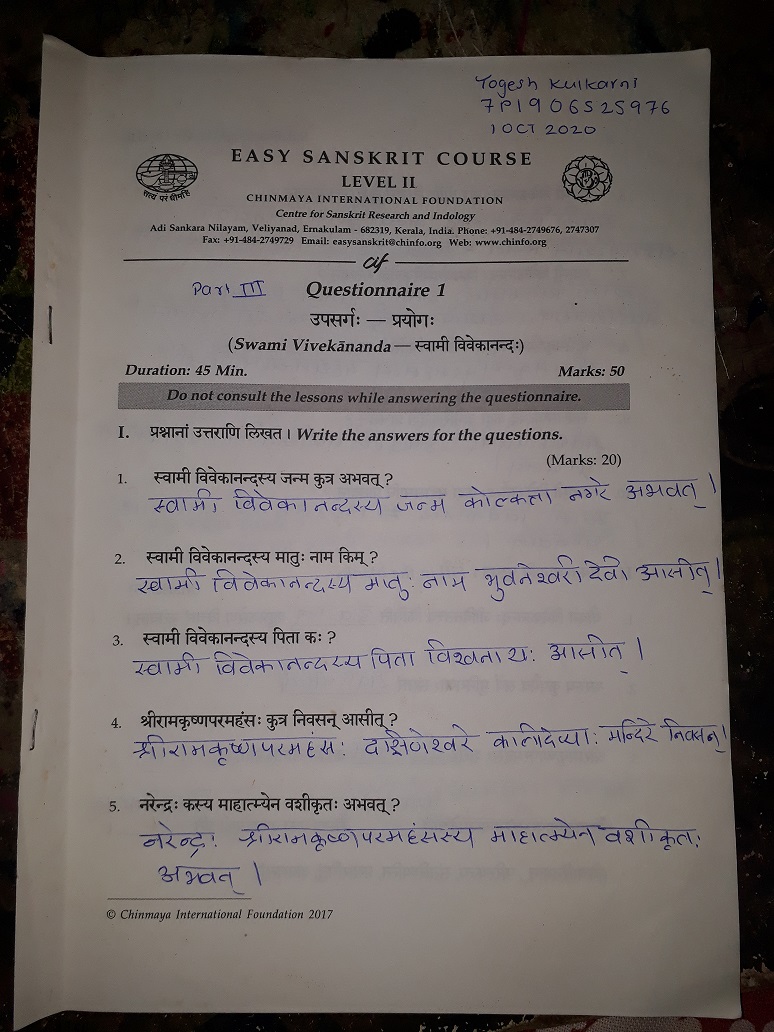 Yogesh Kulkarni
7P1906525976
1 OCT 2020
EASY SANSKRIT COURSE
LEVEL II
CHINMAYA INTERNATIONAL FOUNDATION
Centre for Sanskrit Research and Indology
Adi Sankara Nilayam, Veliyanad, Ernakulam - 682319, Kerala, India. Phone: +91-484-2749676, 2747307
Fax: +91-484-2749729 Email: easysanskrit@chinfo.org Web: www.chinfo.org
Part III Questionnaire 1
उपसर्गः — प्रयोगः
(Swami Vivekānanda — स्वामी विवेकानन्दः)
Duration: 45 Min. Marks: 50
Do not consult the lessons while answering the questionnaire.
I. प्रश्नानां उत्तराणि लिखत । Write the answers for the questions.
(Marks: 20)
1. स्वामी विवेकानन्दस्य जन्म कुत्र अभवत् ?
स्वामी विवेकानन्दस्य जन्म कोल्कत्ता नगरे अभवत् ।
2. स्वामी विवेकानन्दस्य मातुः नाम किम् ?
स्वामी विवेकानन्दस्य मातुः नाम भुवनेश्वरी देवी आसीत् ।
3. स्वामी विवेकानन्दस्य पिता कः ?
स्वामी विवेकानन्दस्य पिता विश्वनाथः आसीत् ।
4. श्रीरामकृष्णपरमहंसः कुत्र निवसन् आसीत् ?
श्रीरामकृष्णपरमहंसः दक्षिणेश्वरे कालीदेव्याः मन्दिरे निवसन् ।
5. नरेन्द्रः कस्य माहात्म्येन वशीकृतः अभवत् ?
नरेन्द्रः श्रीरामकृष्णपरमहंसस्य माहात्म्येन वशीकृतः
अभवत् ।
© Chinmaya International Foundation 2017